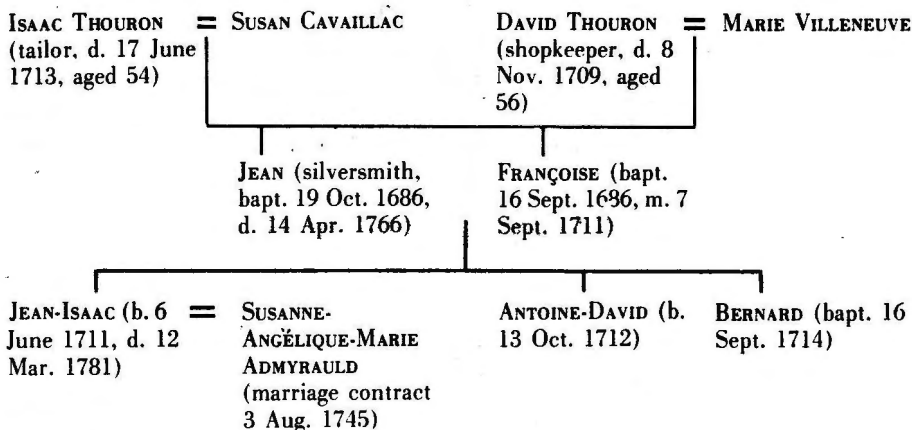 ISAAC THOURON = SUSAN CAVAILLAC
(tailor, d. 17 June
1713, aged 54)
DAVID THOURON = MARIE VILLENEUVE
(shopkeeper, d. 8
Nov. 1709, aged
56)
JEAN (silversmith,
bapt. 19 Oct. 1686,
d. 14 Apr. 1766)
FRANÇOISE (bapt.
16 Sept. 1686, m. 7
Sept. 1711)
JEAN-ISAAC (b. 6
June 1711, d. 12
Mar. 1781)
=
SUSANNE-
ANGÉLIQUE-MARIE
ADMYRAULD
(marriage contract
3 Aug. 1745)
ANTOINE-DAVID (b.
13 Oct. 1712)
BERNARD (bapt. 16
Sept. 1714)